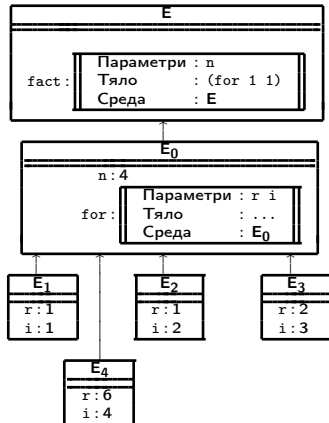 E
Параметри : n
fact : Тяло : (for 1 1)
Среда : E
E0
n : 4
Параметри : r i
for : Тяло : ...
Среда : E0
E1
r : 1
i : 1
E2
r : 1
i : 2
E3
r : 2
i : 3
E4
r : 6
i : 4